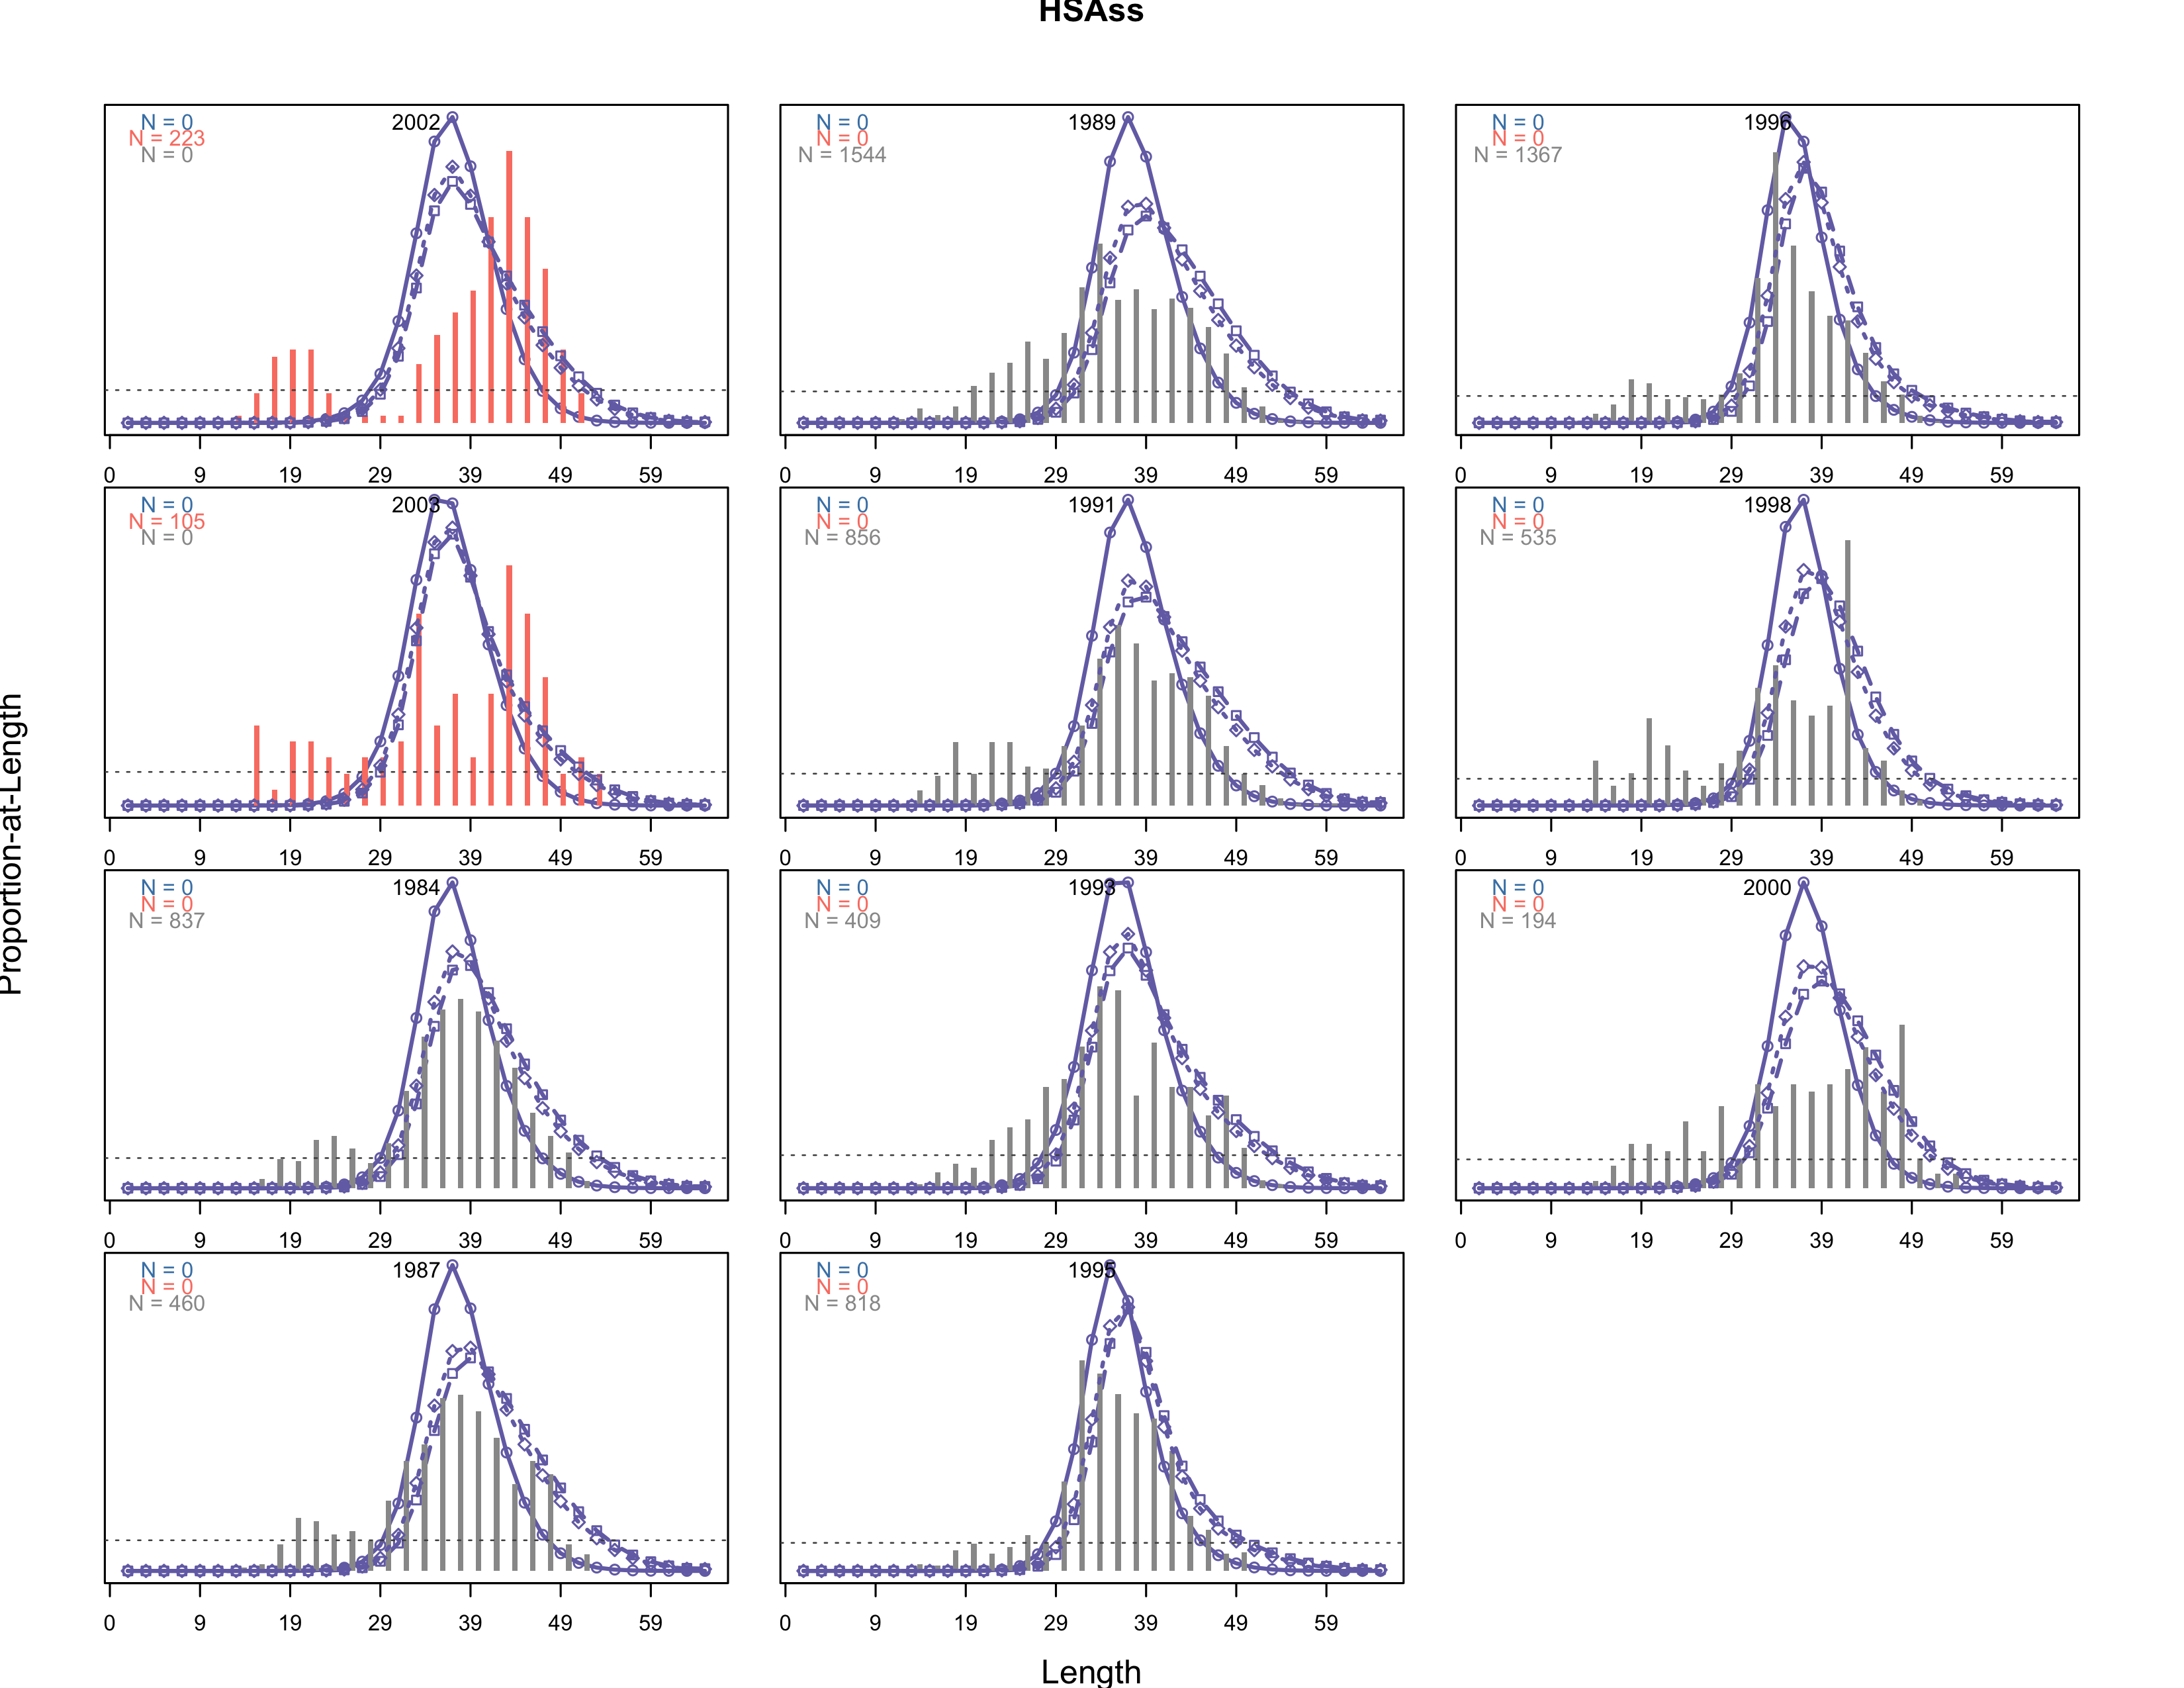 HSAss
N = 0
N = 223
N = 0
2002
0 9 19 29 39 49 59
N = 0
N = 0
N = 1544
1989
0 9 19 29 39 49 59
N = 0
N = 0
N = 1367
1996
0 9 19 29 39 49 59
N = 0
N = 105
N = 0
2003
0 9 19 29 39 49 59
N = 0
N = 0
N = 856
1991
0 9 19 29 39 49 59
N = 0
N = 0
N = 535
1998
0 9 19 29 39 49 59
N = 0
N = 0
N = 837
1984
0 9 19 29 39 49 59
N = 0
N = 0
N = 409
1993
0 9 19 29 39 49 59
N = 0
N = 0
N = 194
2000
0 9 19 29 39 49 59
N = 0
N = 0
N = 460
1987
0 9 19 29 39 49 59
N = 0
N = 0
N = 818
1995
0 9 19 29 39 49 59
Proportion-at-Length
Length